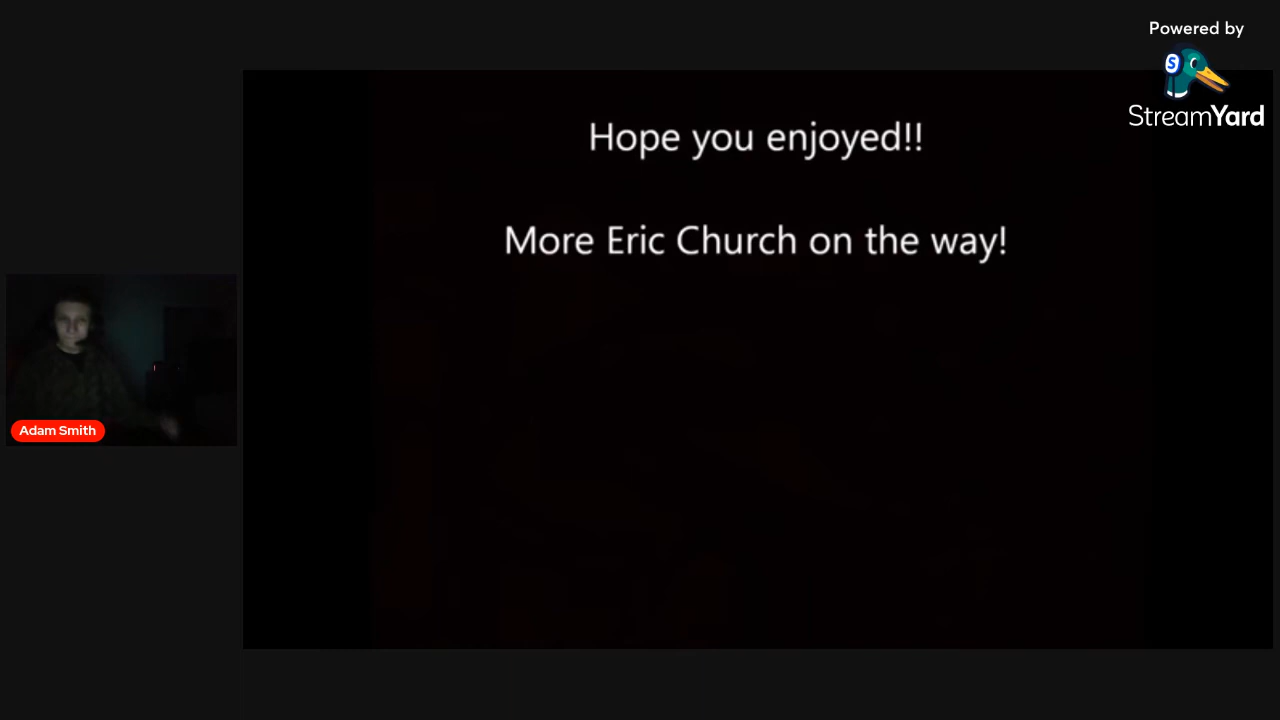 Powered by
S
StreamYard
Hope you enjoyed!!
More Eric Church on the way!
Adam Smith